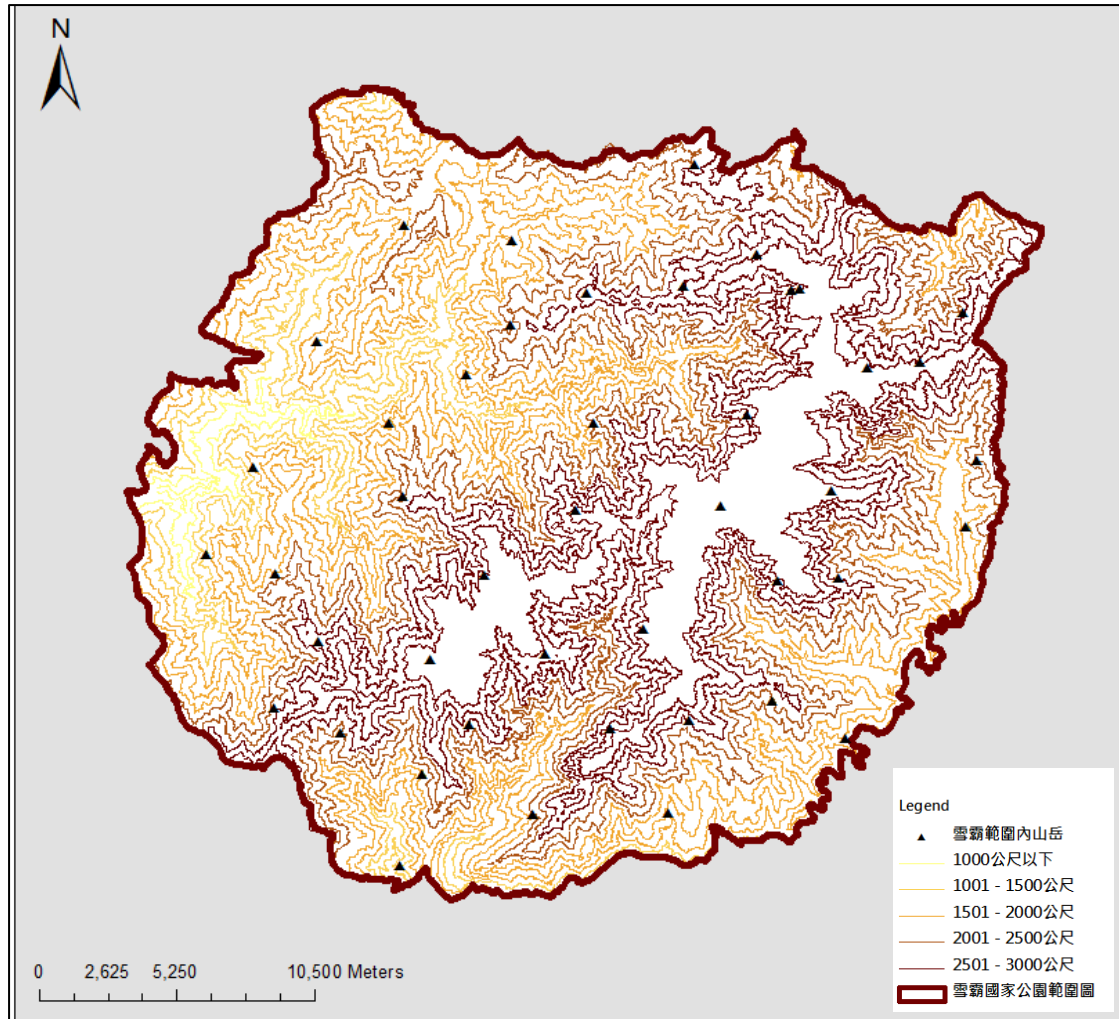 N
Legend
雪霸範圍內山岳
1000公尺以下
1001 - 1500公尺
1501 - 2000公尺
2001 - 2500公尺
2501 - 3000公尺
雪霸國家公園範圍圖
0 2,625 5,250 10,500 Meters